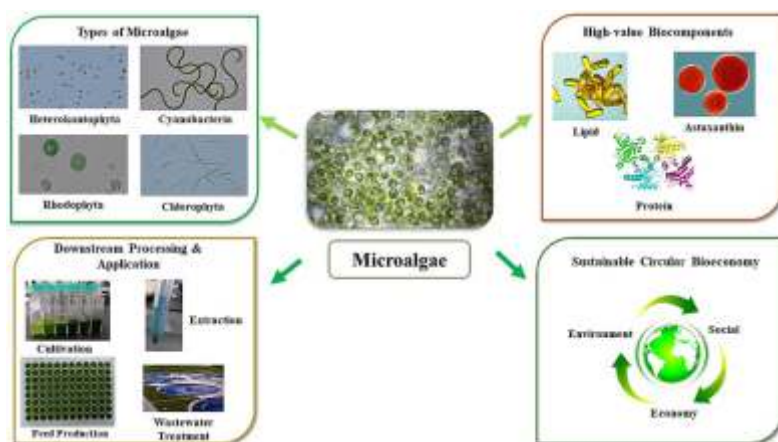 Types of Microalgae
Heterokontophyta
Cyanobacteria
Rhodophyta
Chlorophyta
High-value Biocomponents
Lipid
Astaxanthin
Protein
Microalgae
Downstream Processing &
Application
Cultivation
Extraction
Feed Production
Wastewater
Treatment
Sustainable Circular Bioeconomy
Environment
Social
Economy